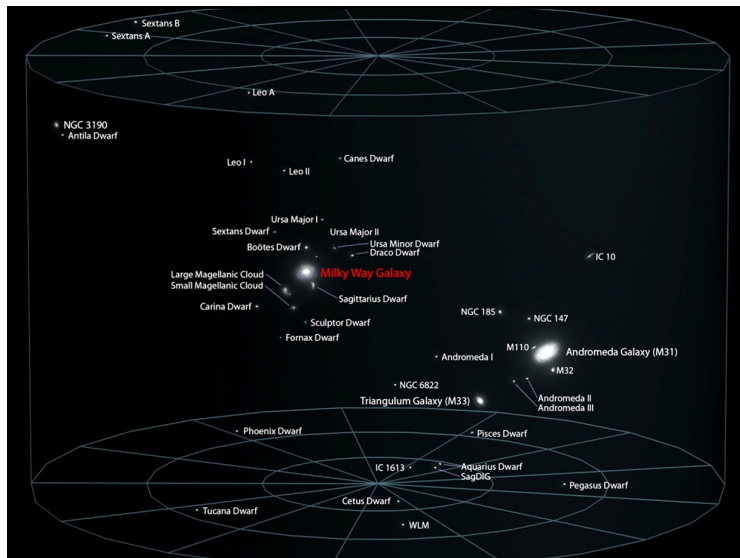 Sextans B
Sextans A
Leo A
NGC 3190
Antila Dwarf
Canes Dwarf
Leo I
Leo II
Ursa Major I
Sextans Dwarf
Ursa Major II
Ursa Minor Dwarf
Boötes Dwarf
Draco Dwarf
IC 10
Milky Way Galaxy
Large Magellanic Cloud
Small Magellanic Cloud
Sagittarius Dwarf
Carina Dwarf
NGC 185
NGC 147
Sculptor Dwarf
Fornax Dwarf
M110
Andromeda Galaxy (M31)
Andromeda I
M32
NGC 6822
Andromeda II
Triangulum Galaxy (M33)
Andromeda III
Phoenix Dwarf
Pisces Dwarf
IC 1613
Aquarius Dwarf
SagDIG
Pegasus Dwarf
Cetus Dwarf
Tucana Dwarf
WLM